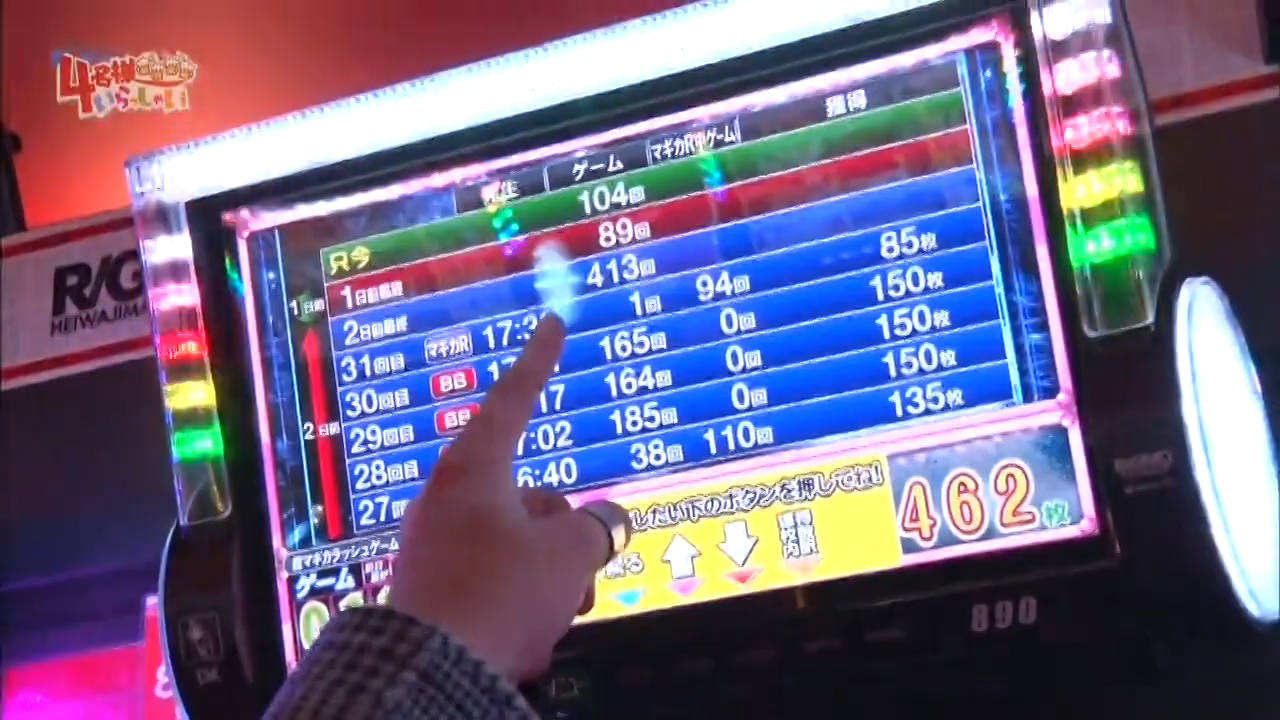 4名様
いらっしゃい
ゲーム マギカR中ゲーム 獲得
只今 104回
1日前最終 89回
2日前最終 413回
1日前
31回目 マギカR 17:3 1回 94回 85枚
30回目 BB 165回 0回 150枚
29回目 BB 17 164回 0回 150枚
2日前
28回目 7:02 185回 0回 150枚
27 6:40 38回 110回 135枚
したい下のボタンを押してね!
462枚
マギカラッシュゲーム
ゲーム
890
HEIWAJIMA